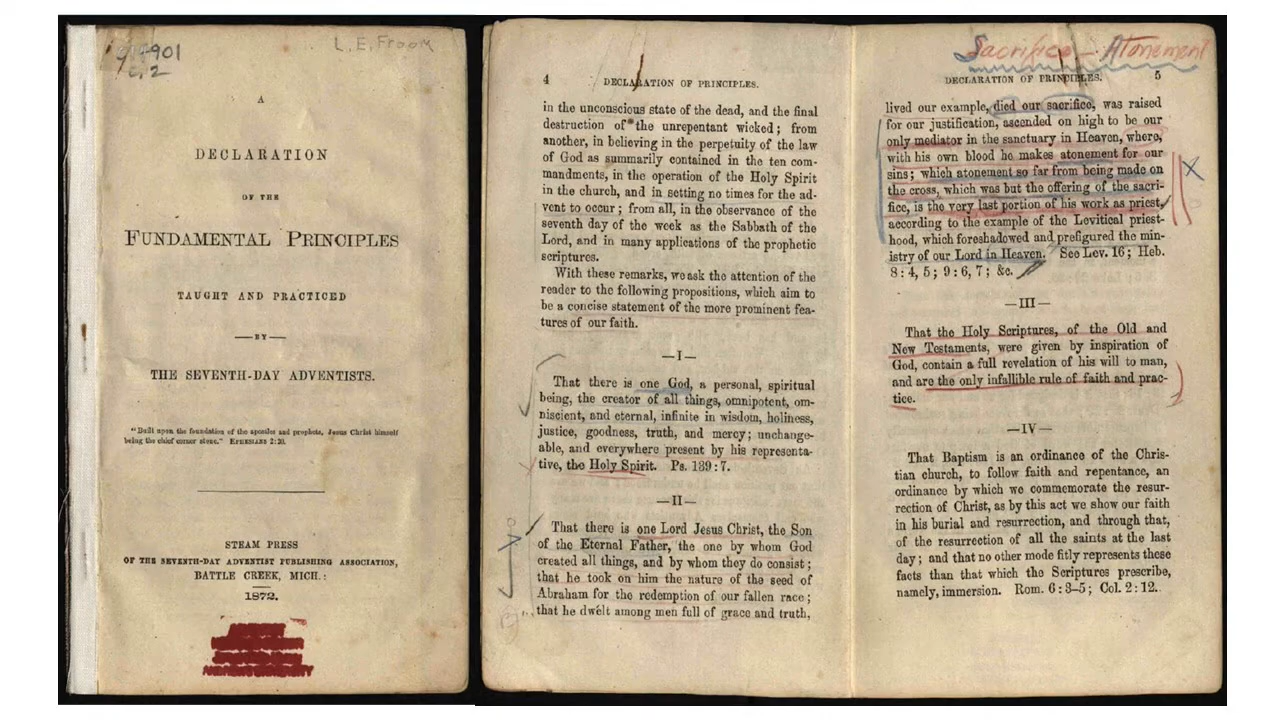 L. E. Froom
c.2
A
DECLARATION
OF THE
FUNDAMENTAL PRINCIPLES
TAUGHT AND PRACTICED
—BY—
THE SEVENTH-DAY ADVENTISTS.
"Built upon the foundation of the apostles and prophets, Jesus Christ himself
being the chief corner stone." EPHESIANS 2:20.
STEAM PRESS
OF THE SEVENTH-DAY ADVENTIST PUBLISHING ASSOCIATION,
BATTLE CREEK, MICH.:
1872.
4 DECLARATION OF PRINCIPLES.
in the unconscious state of the dead, and the final
destruction of the unrepentant wicked; from
another, in believing in the perpetuity of the law
of God as summarily contained in the ten com-
mandments, in the operation of the Holy Spirit
in the church, and in setting no times for the ad-
vent to occur; from all, in the observance of the
seventh day of the week as the Sabbath of the
Lord, and in many applications of the prophetic
scriptures.
With these remarks, we ask the attention of the
reader to the following propositions, which aim to
be a concise statement of the more prominent fea-
tures of our faith.
—I—
That there is one God, a personal, spiritual
being, the creator of all things, omnipotent, om-
niscient, and eternal, infinite in wisdom, holiness,
justice, goodness, truth, and mercy; unchange-
able, and everywhere present by his representa-
tive, the Holy Spirit. Ps. 139:7.
—II—
That there is one Lord Jesus Christ, the Son
of the Eternal Father, the one by whom God
created all things, and by whom they do consist;
that he took on him the nature of the seed of
Abraham for the redemption of our fallen race;
that he dwelt among men full of grace and truth,
Sacrifice — Atonement
DECLARATION OF PRINCIPLES. 5
lived our example, died our sacrifice, was raised
for our justification, ascended on high to be our
only mediator in the sanctuary in Heaven, where,
with his own blood he makes atonement for our
sins; which atonement so far from being made on
the cross, which was but the offering of the sacri-
fice, is the very last portion of his work as priest,
according to the example of the Levitical priest-
hood, which foreshadowed and prefigured the min-
istry of our Lord in Heaven. See Lev. 16; Heb.
8:4, 5; 9:6, 7; &c.
—III—
That the Holy Scriptures, of the Old and
New Testaments, were given by inspiration of
God, contain a full revelation of his will to man,
and are the only infallible rule of faith and prac-
tice.
—IV—
That Baptism is an ordinance of the Chris-
tian church, to follow faith and repentance, an
ordinance by which we commemorate the resur-
rection of Christ, as by this act we show our faith
in his burial and resurrection, and through that,
of the resurrection of all the saints at the last
day; and that no other mode fitly represents these
facts than that which the Scriptures prescribe,
namely, immersion. Rom. 6:3-5; Col. 2:12.